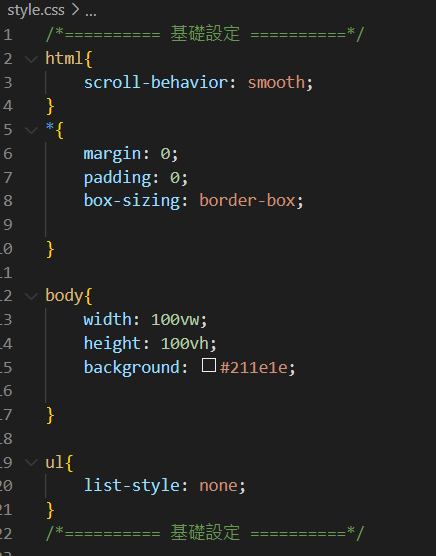 style.css > ...
1 /*========== 基礎設定 ==========*/
2 html{
3 scroll-behavior: smooth;
4 }
5 *{
6 margin: 0;
7 padding: 0;
8 box-sizing: border-box;
9
10 }
11
12 body{
13 width: 100vw;
14 height: 100vh;
15 background: #211e1e;
16
17 }
18
19 ul{
20 list-style: none;
21 }
22 /*========== 基礎設定 ==========*/